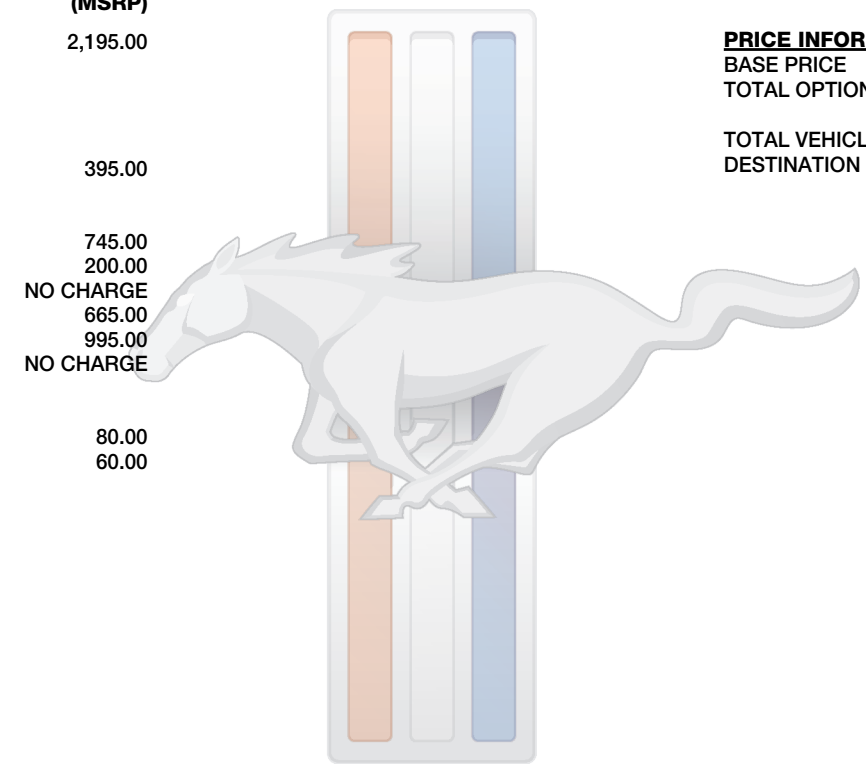 (MSRP)
2,195.00
395.00
745.00
200.00
NO CHARGE
665.00
995.00
NO CHARGE
80.00
60.00
PRICE INFOR
BASE PRICE
TOTAL OPTION
TOTAL VEHICL
DESTINATION